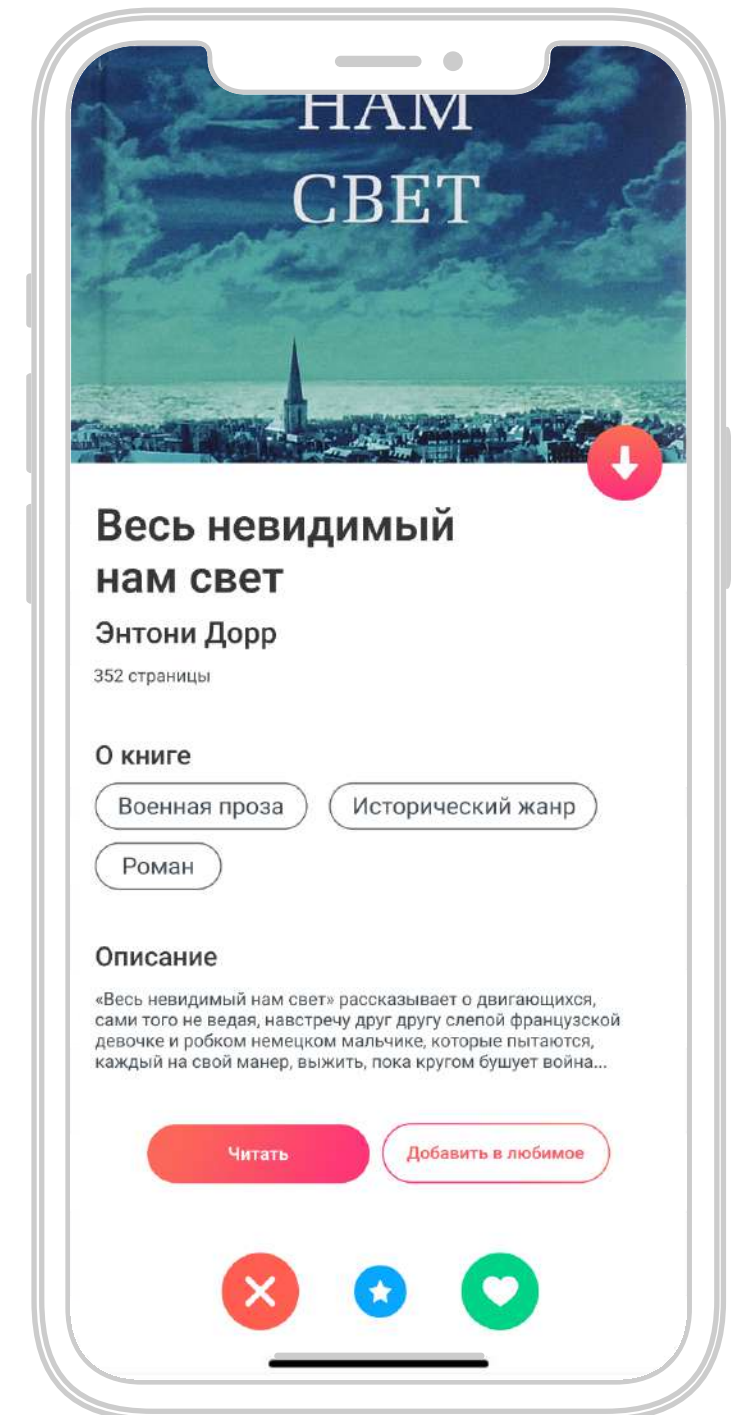 НАМ
СВЕТ
Весь невидимый
нам свет
Энтони Дорр
352 страницы
О книге
Военная проза
Исторический жанр
Роман
Описание
«Весь невидимый нам свет» рассказывает о двигающихся,
сами того не ведая, навстречу друг другу слепой французской
девочке и робком немецком мальчике, которые пытаются,
каждый на свой манер, выжить, пока кругом бушует война...
Читать
Добавить в любимое